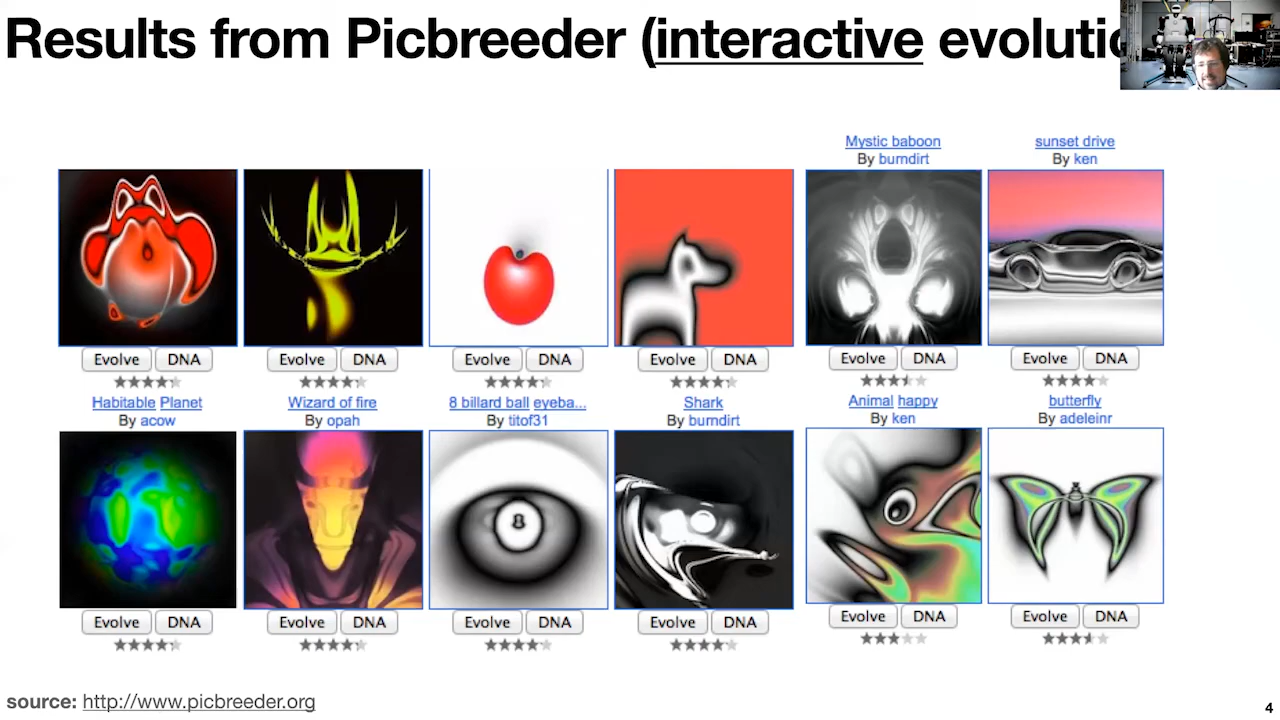 Results from Picbreeder (interactive evolutio
Mystic baboon
By burndirt
sunset drive
By ken
Evolve DNA
Evolve DNA
Evolve DNA
Evolve DNA
Evolve DNA
Evolve DNA
Habitable Planet
By acow
Wizard of fire
By opah
8 billard ball eyeba...
By titof31
Shark
By burndirt
Animal happy
By ken
butterfly
By adeleinr
Evolve DNA
Evolve DNA
Evolve DNA
Evolve DNA
Evolve DNA
Evolve DNA
source: http://www.picbreeder.org
4